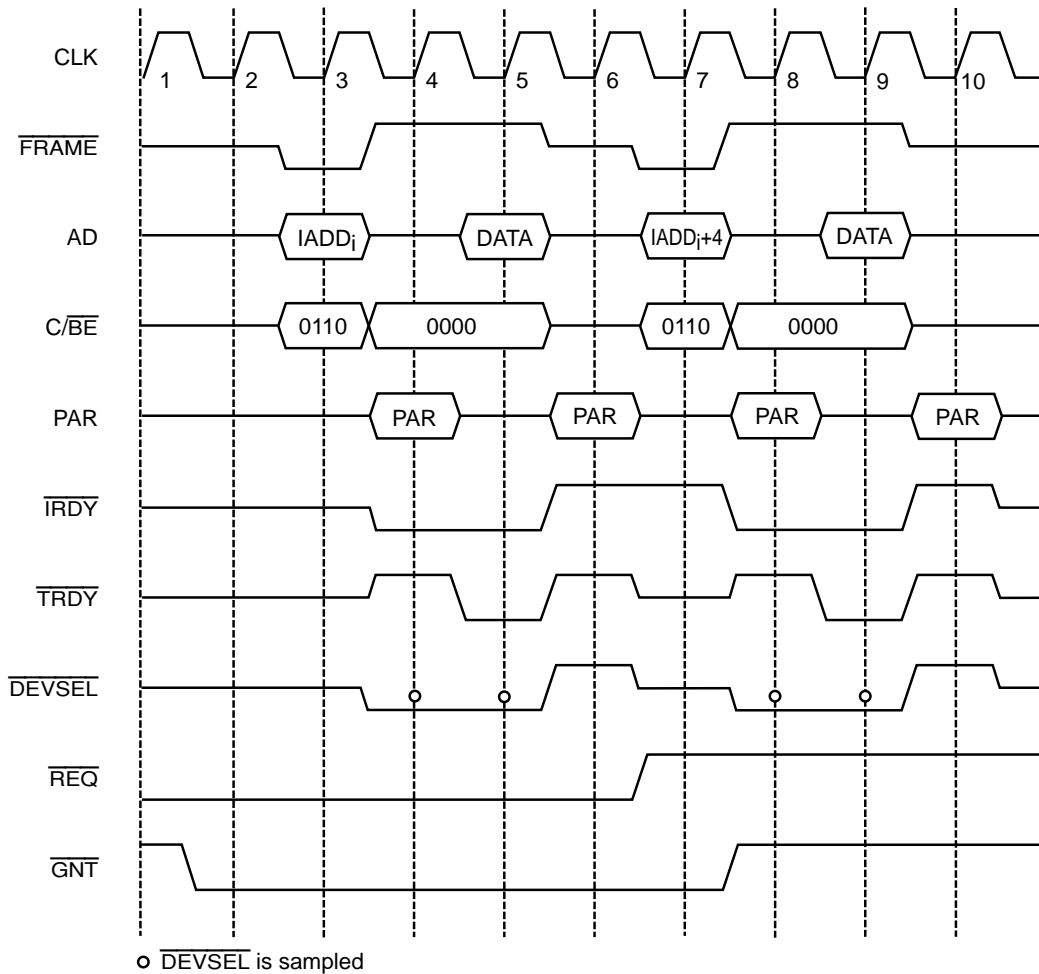 CLK
1 2 3 4 5 6 7 8 9 10
FRAME
AD
IADDi DATA IADDi+4 DATA
C/BE
0110 0000 0110 0000
PAR
PAR PAR PAR PAR
IRDY
TRDY
DEVSEL
REQ
GNT
DEVSEL is sampled